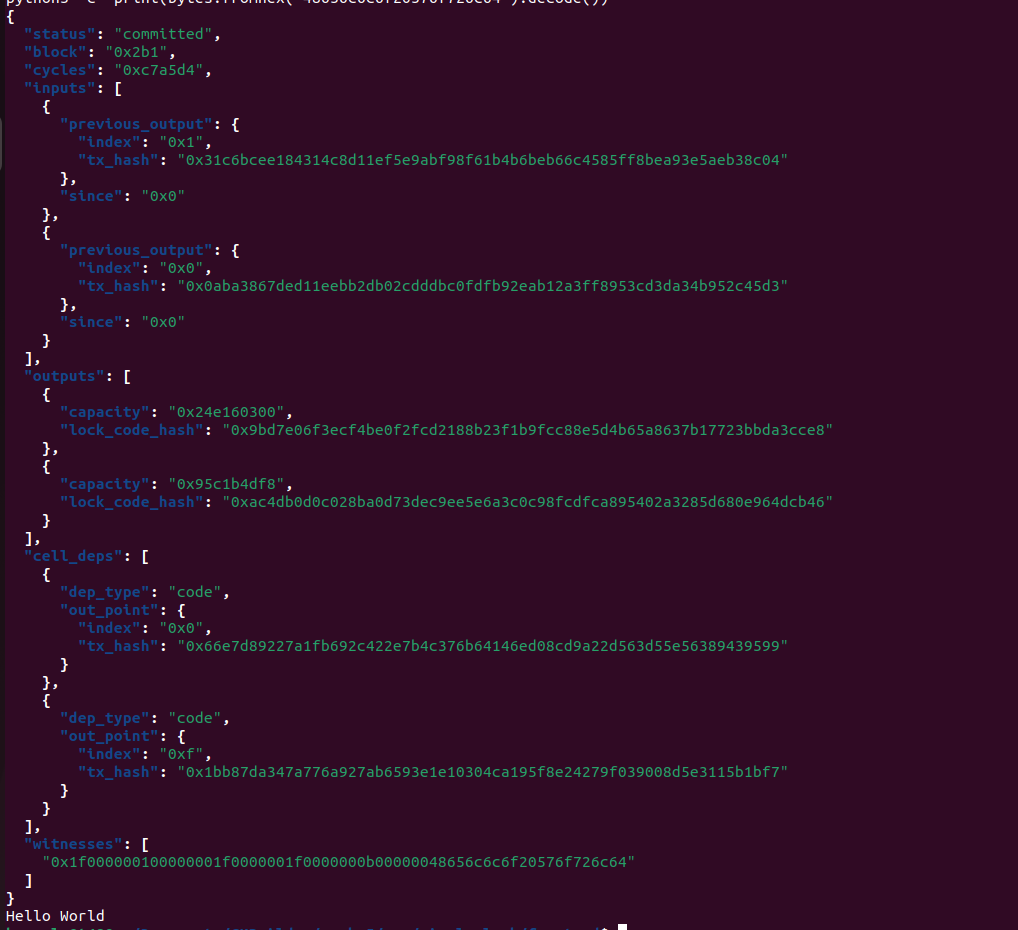 {
  "status": "committed",
  "block": "0x2b1",
  "cycles": "0xc7a5d4",
  "inputs": [
    {
      "previous_output": {
        "index": "0x1",
        "tx_hash": "0x31c6bcee184314c8d11ef5e9abf98f61b4b6beb66c4585ff8bea93e5aeb38c04"
      },
      "since": "0x0"
    },
    {
      "previous_output": {
        "index": "0x0",
        "tx_hash": "0x0aba3867ded11eebb2db02cdddbc0fdfb92eab12a3ff8953cd3da34b952c45d3"
      },
      "since": "0x0"
    }
  ],
  "outputs": [
    {
      "capacity": "0x24e160300",
      "lock_code_hash": "0x9bd7e06f3ecf4be0f2fcd2188b23f1b9fcc88e5d4b65a8637b17723bbda3cce8"
    },
    {
      "capacity": "0x95c1b4df8",
      "lock_code_hash": "0xac4db0d0c028ba0d73dec9ee5e6a3c0c98fcdfca895402a3285d680e964dcb46"
    }
  ],
  "cell_deps": [
    {
      "dep_type": "code",
      "out_point": {
        "index": "0x0",
        "tx_hash": "0x66e7d89227a1fb692c422e7b4c376b64146ed08cd9a22d563d55e56389439599"
      }
    },
    {
      "dep_type": "code",
      "out_point": {
        "index": "0xf",
        "tx_hash": "0x1bb87da347a776a927ab6593e1e10304ca195f8e24279f039008d5e3115b1bf7"
      }
    }
  ],
  "witnesses": [
    "0x1f000000100000001f0000001f0000000b00000048656c6c6f20576f726c64"
  ]
}
Hello World